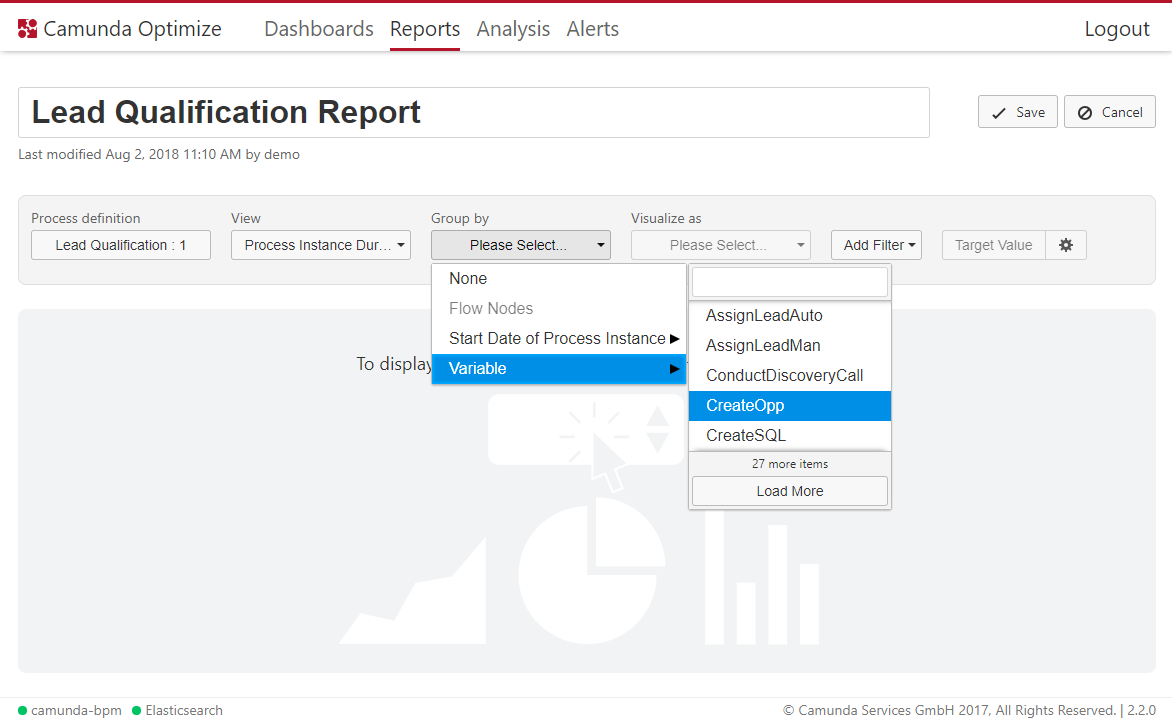 Camunda Optimize Dashboards Reports Analysis Alerts Logout
Lead Qualification Report
Save Cancel
Last modified Aug 2, 2018 11:10 AM by demo
Process definition View Group by Visualize as
Lead Qualification : 1 Process Instance Dur... Please Select... Please Select... Add Filter Target Value
None
Flow Nodes
Start Date of Process Instance
Variable
AssignLeadAuto
AssignLeadMan
ConductDiscoveryCall
CreateOpp
CreateSQL
27 more items
Load More
To display
camunda-bpm Elasticsearch © Camunda Services GmbH 2017, All Rights Reserved. | 2.2.0